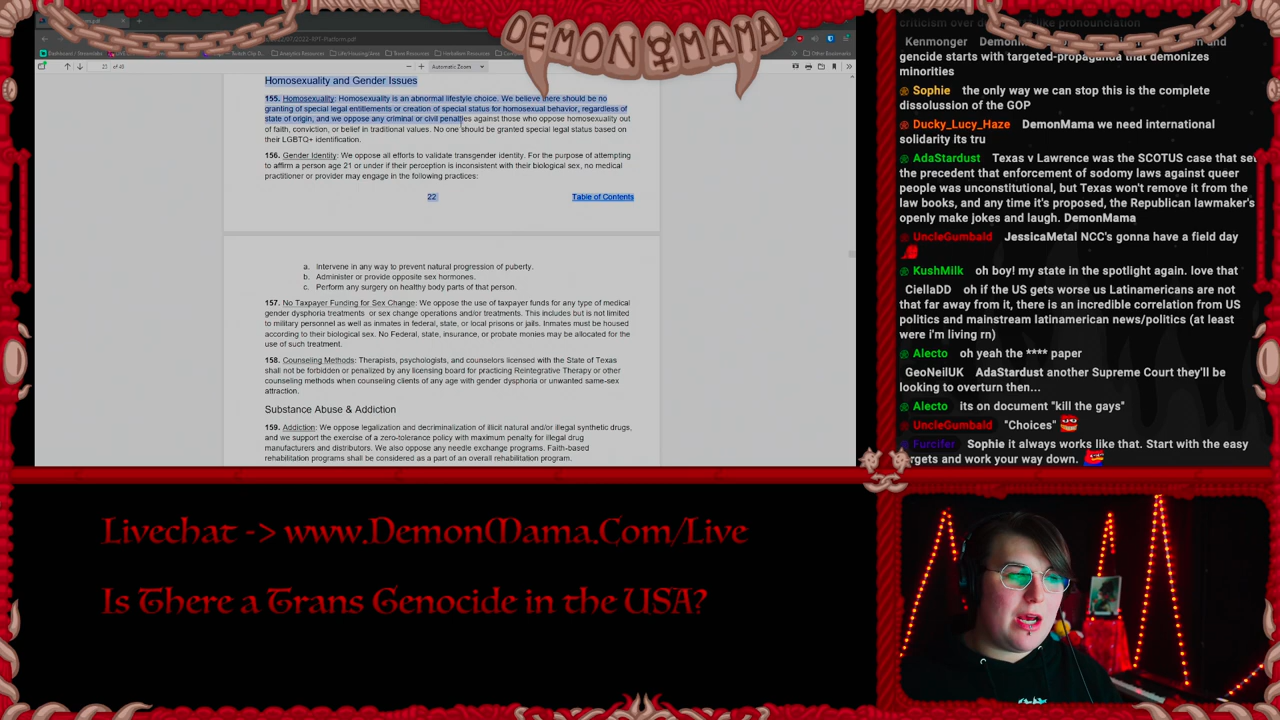 DEMON MAMA
22 of 40
Automatic Zoom
Other Bookmarks
Homosexuality and Gender Issues
155. Homosexuality: Homosexuality is an abnormal lifestyle choice. We believe there should be no
granting of special legal entitlements or creation of special status for homosexual behavior, regardless of
state of origin, and we oppose any criminal or civil penalties against those who oppose homosexuality out
of faith, conviction, or belief in traditional values. No one should be granted special legal status based on
their LGBTQ+ identification.
156. Gender Identity: We oppose all efforts to validate transgender identity. For the purpose of attempting
to affirm a person age 21 or under if their perception is inconsistent with their biological sex, no medical
practitioner or provider may engage in the following practices:
22 Table of Contents
a. Intervene in any way to prevent natural progression of puberty.
b. Administer or provide opposite sex hormones.
c. Perform any surgery on healthy body parts of that person.
157. No Taxpayer Funding for Sex Change: We oppose the use of taxpayer funds for any type of medical
gender dysphoria treatments or sex change operations and/or treatments. This includes but is not limited
to military personnel as well as inmates in federal, state, or local prisons or jails. Inmates must be housed
according to their biological sex. No Federal, state, insurance, or probate monies may be allocated for the
use of such treatment.
158. Counseling Methods: Therapists, psychologists, and counselors licensed with the State of Texas
shall not be forbidden or penalized by any licensing board for practicing Reintegrative Therapy or other
counseling methods when counseling clients of any age with gender dysphoria or unwanted same-sex
attraction.
Substance Abuse & Addiction
159. Addiction: We oppose legalization and decriminalization of illicit natural and/or illegal synthetic drugs,
and we support the exercise of a zero-tolerance policy with maximum penalty for illegal drug
manufacturers and distributors. We also oppose any needle exchange programs. Faith-based
rehabilitation programs shall be considered as a part of an overall rehabilitation program.
criticism over like pronounciation
Kenmonger and
genocide starts with targeted-propaganda that demonizes
minorities
Sophie the only way we can stop this is the complete
dissolussion of the GOP
Ducky_Lucy_Haze DemonMama we need international
solidarity its tru
AdaStardust Texas v Lawrence was the SCOTUS case that set
the precedent that enforcement of sodomy laws against queer
people was unconstitutional, but Texas won't remove it from the
law books, and any time it's proposed, the Republican lawmaker's
openly make jokes and laugh. DemonMama
UncleGumbald JessicaMetal NCC's gonna have a field day
KushMilk oh boy! my state in the spotlight again. love that
CiellaDD oh if the US gets worse us Latinamericans are not
that far away from it, there is an incredible correlation from US
politics and mainstream latinamerican news/politics (at least
were i'm living rn)
Alecto oh yeah the **** paper
GeoNeilUK AdaStardust another Supreme Court they'll be
looking to overturn then...
Alecto its on document "kill the gays"
UncleGumbald "Choices"
Furcifer Sophie it always works like that. Start with the easy
targets and work your way down.
Livechat -> www.DemonMama.Com/Live
Is There a Trans Genocide in the USA?